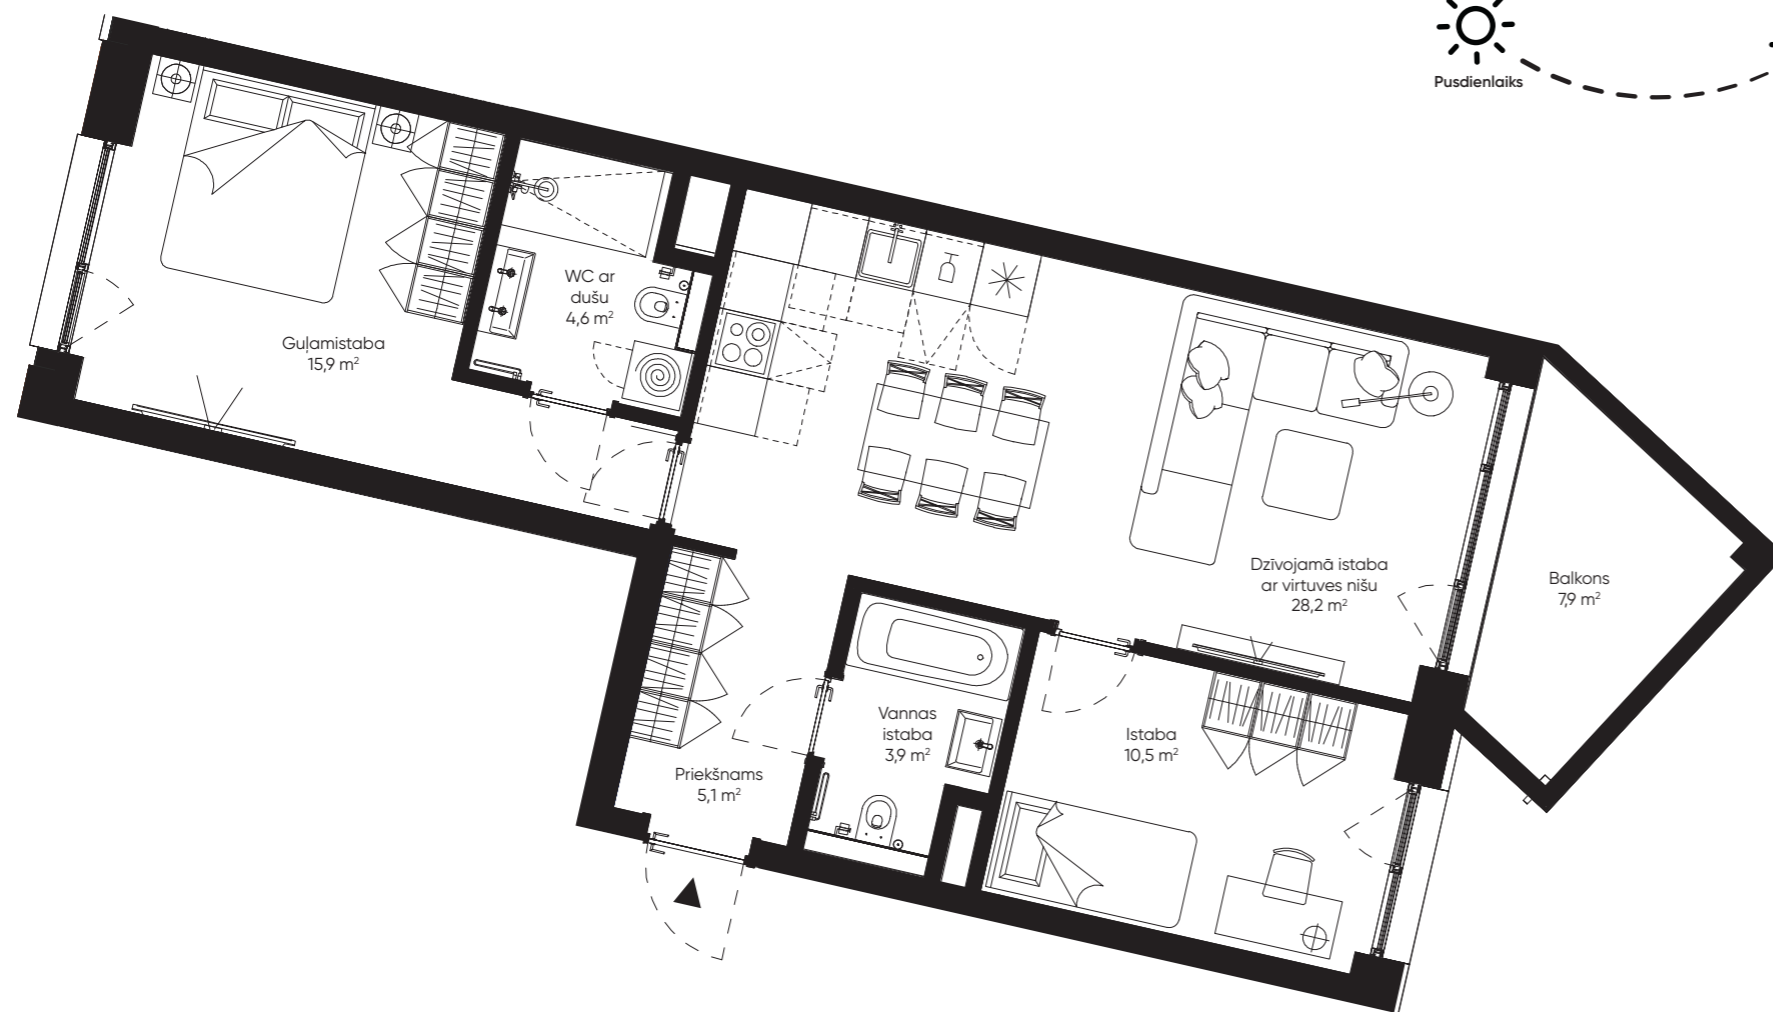 Pusdienlaiks
WC ar
dušu
4,6 m²
Guļamistaba
15,9 m²
Dzīvojamā istaba
ar virtuves nišu
28,2 m²
Balkons
7,9 m²
Vannas
istaba
3,9 m²
Istaba
10,5 m²
Priekšnams
5,1 m²